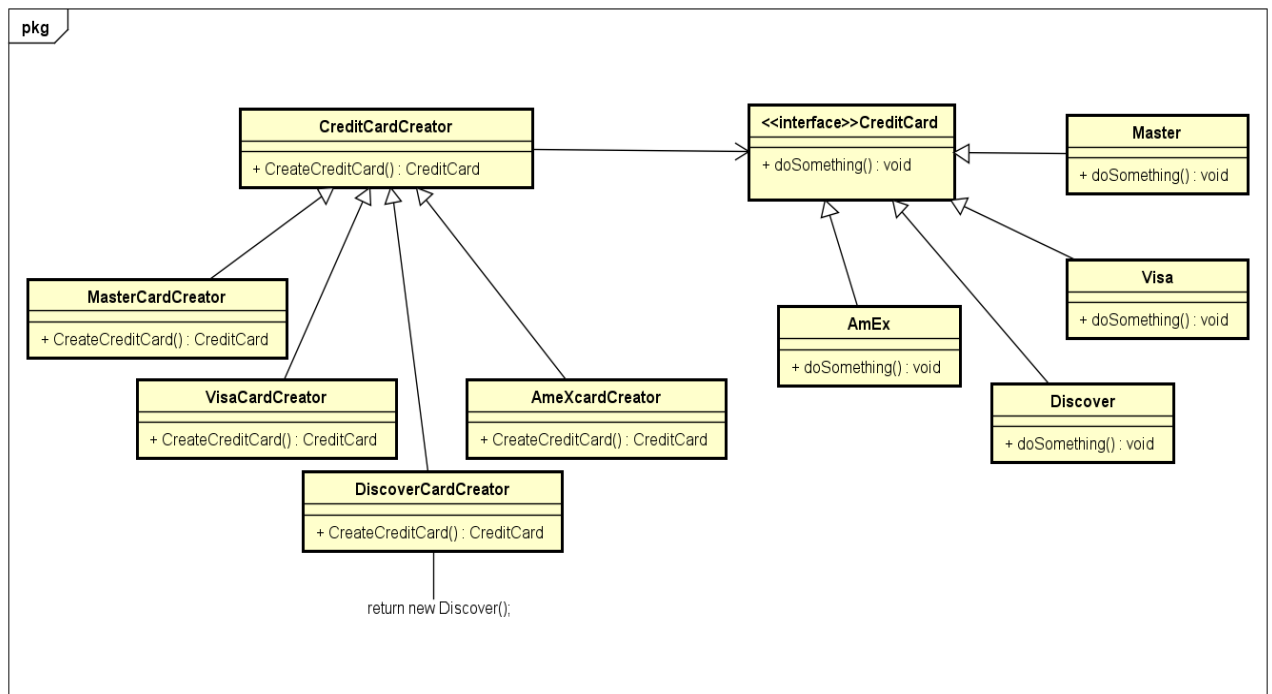 pkg
CreditCardCreator
+ CreateCreditCard() : CreditCard
<<interface>>CreditCard
+ doSomething() : void
Master
+ doSomething() : void
MasterCardCreator
+ CreateCreditCard() : CreditCard
Visa
+ doSomething() : void
AmEx
+ doSomething() : void
VisaCardCreator
+ CreateCreditCard() : CreditCard
AmeXcardCreator
+ CreateCreditCard() : CreditCard
Discover
+ doSomething() : void
DiscoverCardCreator
+ CreateCreditCard() : CreditCard
return new Discover();